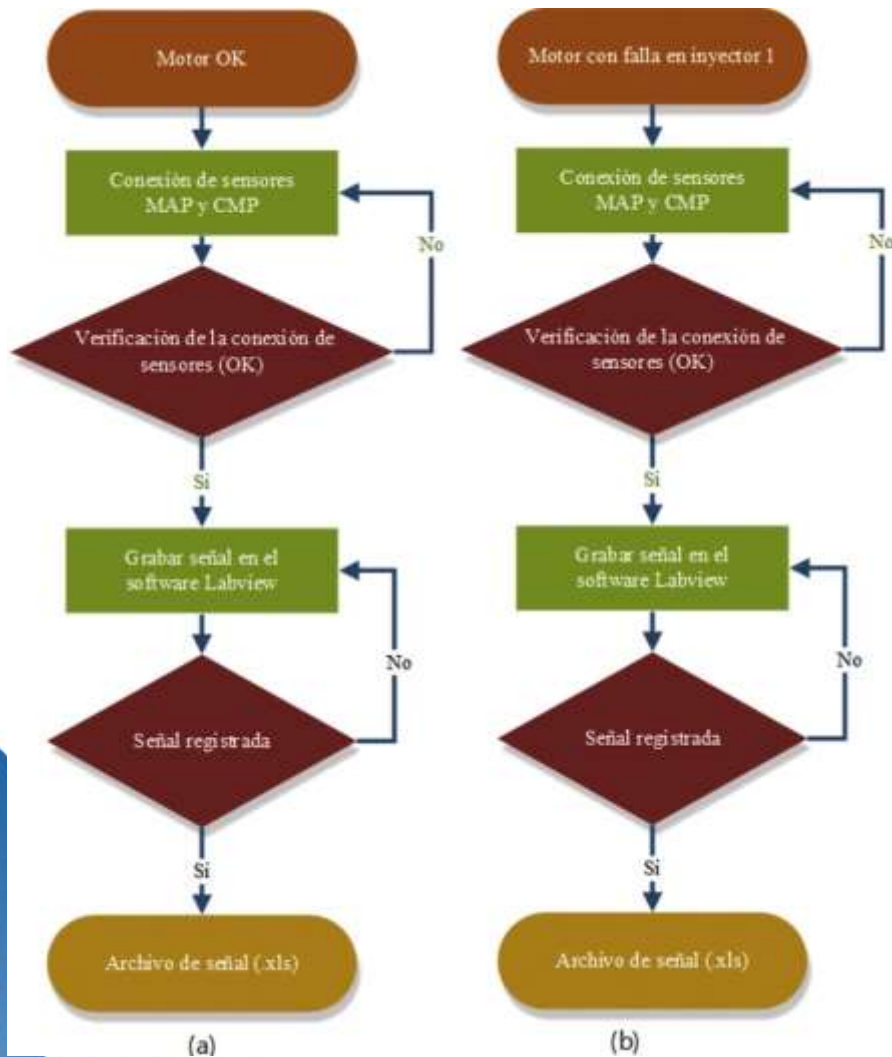 Motor OK
Conexión de sensores
MAP y CMP
No
Verificación de la conexión de
sensores (OK)
Si
Grabar señal en el
software Labview
No
Señal registrada
Si
Archivo de señal (.xls)
(a)
Motor con falla en inyector 1
Conexión de sensores
MAP y CMP
No
Verificación de la conexión de
sensores (OK)
Si
Grabar señal en el
software Labview
No
Señal registrada
Si
Archivo de señal (.xls)
(b)